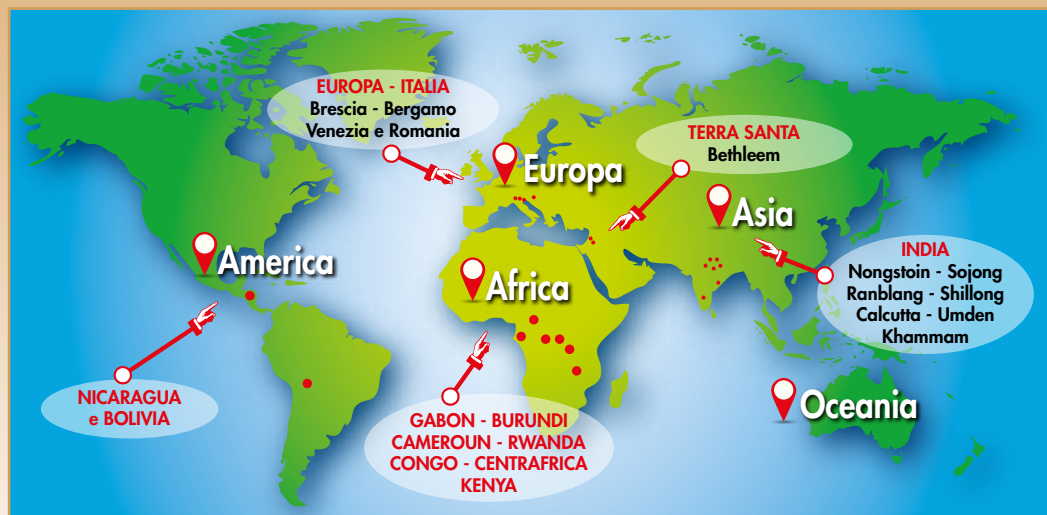 EUROPA - ITALIA
Brescia - Bergamo
Venezia e Romania
TERRA SANTA
Bethleem
Europa
Asia
America
Africa
INDIA
Nongstoin - Sojong
Ranblang - Shillong
Calcutta - Umden
Khammam
NICARAGUA
e BOLIVIA
GABON - BURUNDI
CAMEROUN - RWANDA
CONGO - CENTRAFRICA
KENYA
Oceania